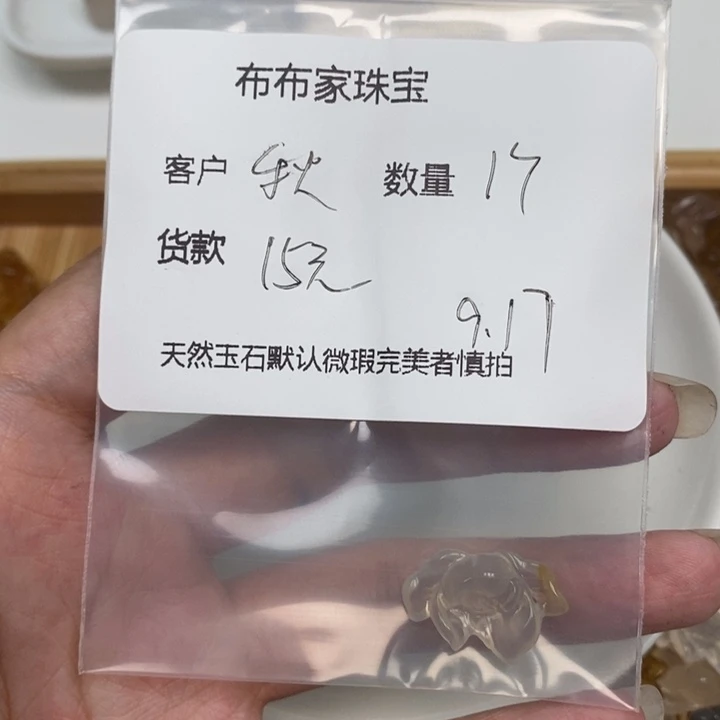 布布家珠宝
客户 秋 数量 1个
货款 15元
9.17
天然玉石默认微瑕完美者慎拍